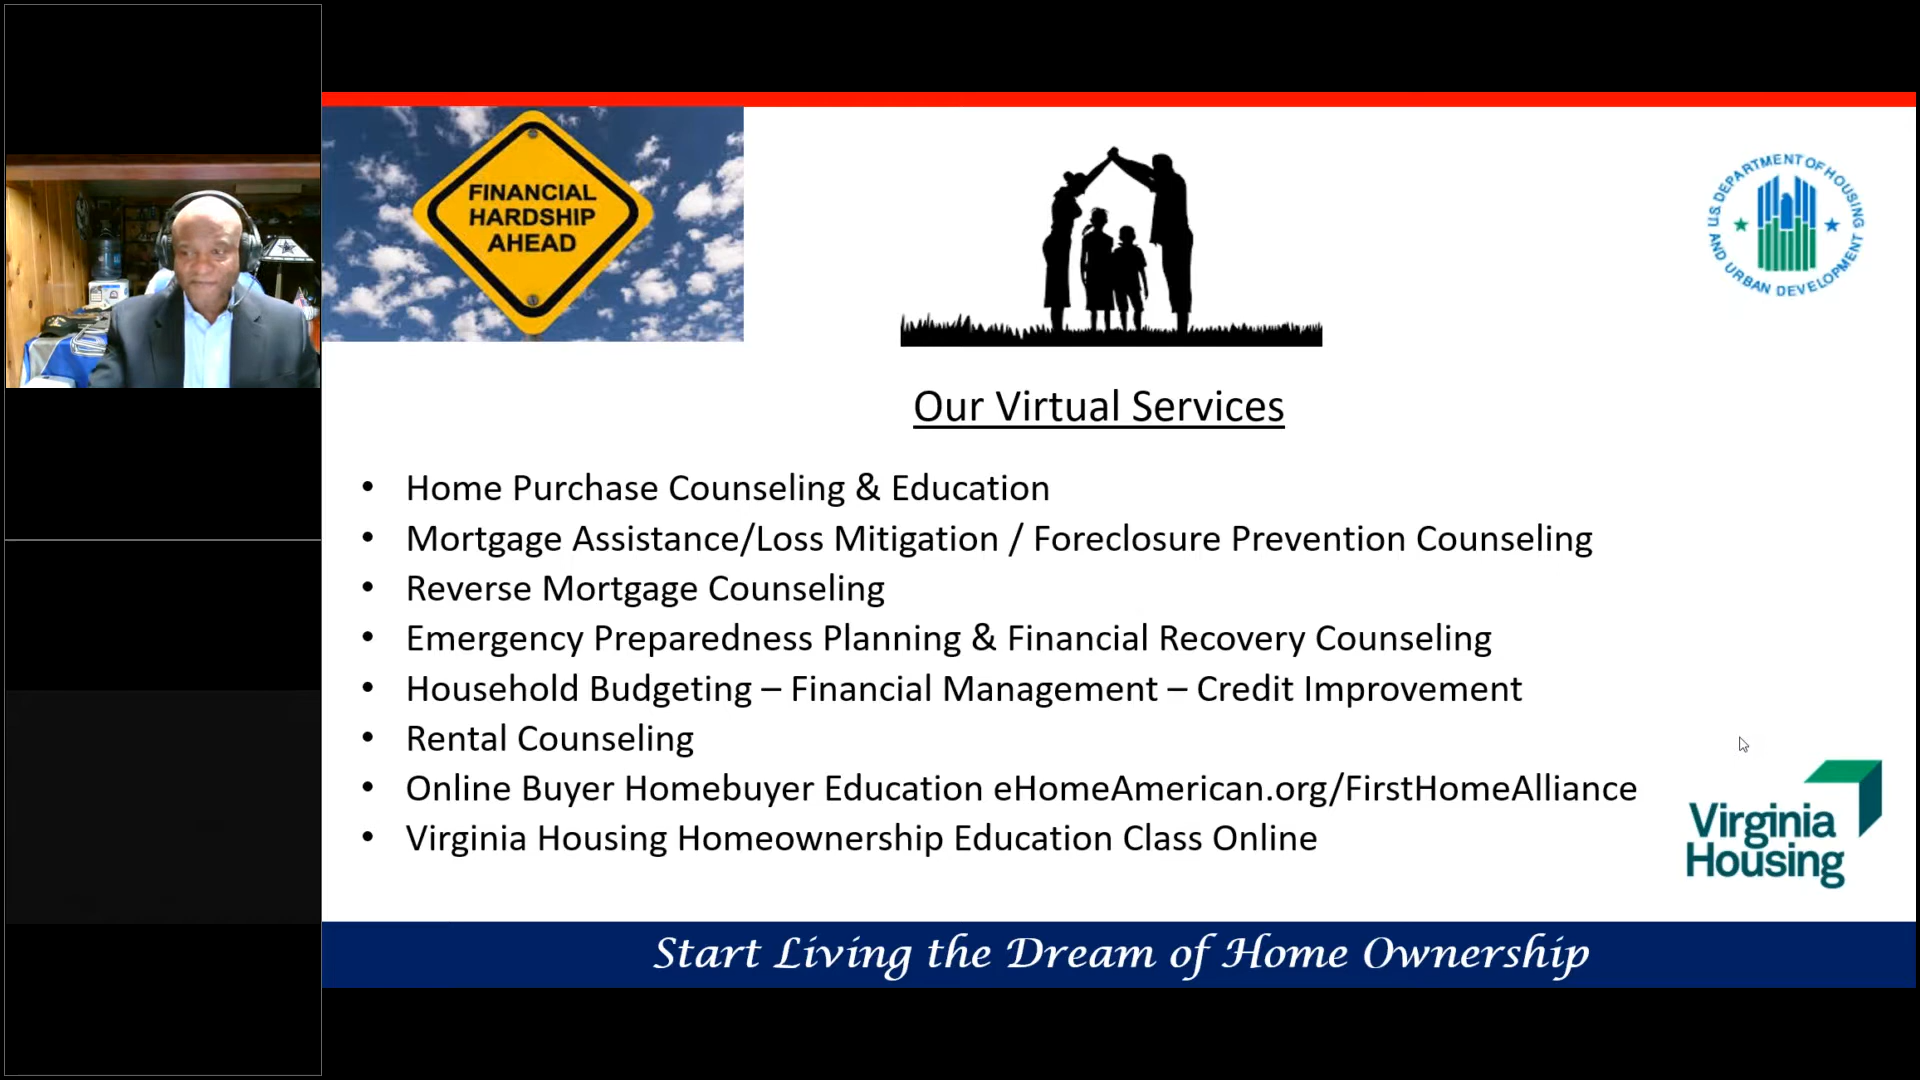 FINANCIAL
HARDSHIP
AHEAD
U.S. DEPARTMENT OF HOUSING
AND URBAN DEVELOPMENT
Our Virtual Services
• Home Purchase Counseling & Education
• Mortgage Assistance/Loss Mitigation / Foreclosure Prevention Counseling
• Reverse Mortgage Counseling
• Emergency Preparedness Planning & Financial Recovery Counseling
• Household Budgeting – Financial Management – Credit Improvement
• Rental Counseling
• Online Buyer Homebuyer Education eHomeAmerican.org/FirstHomeAlliance
• Virginia Housing Homeownership Education Class Online
Virginia
Housing
Start Living the Dream of Home Ownership